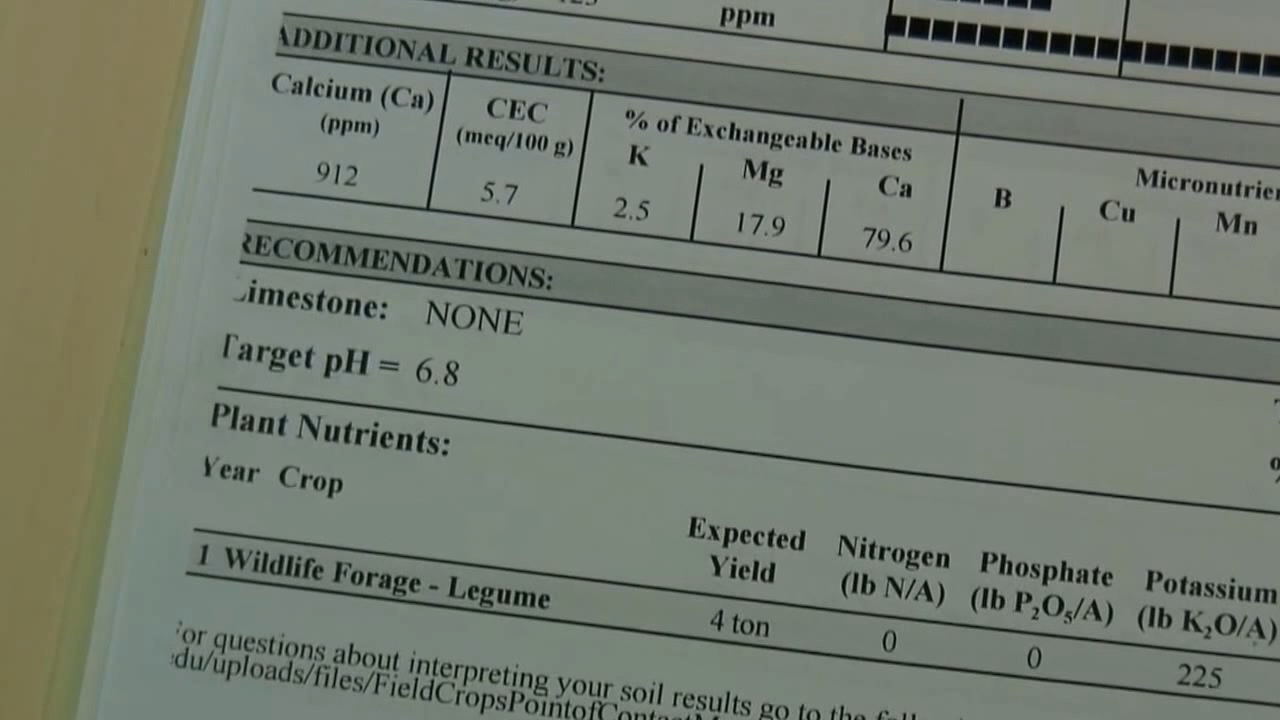 ppm
ADDITIONAL RESULTS:
Calcium (Ca) CEC % of Exchangeable Bases
(ppm) (meq/100 g) K Mg Ca B Cu Mn
912 5.7 2.5 17.9 79.6
RECOMMENDATIONS:
Limestone: NONE
Target pH = 6.8
Plant Nutrients:
Year Crop Expected Yield Nitrogen (lb N/A) Phosphate (lb P₂O₅/A) Potassium (lb K₂O/A)
1 Wildlife Forage - Legume 4 ton 0 0 225
For questions about interpreting your soil results go to the
du/uploads/files/